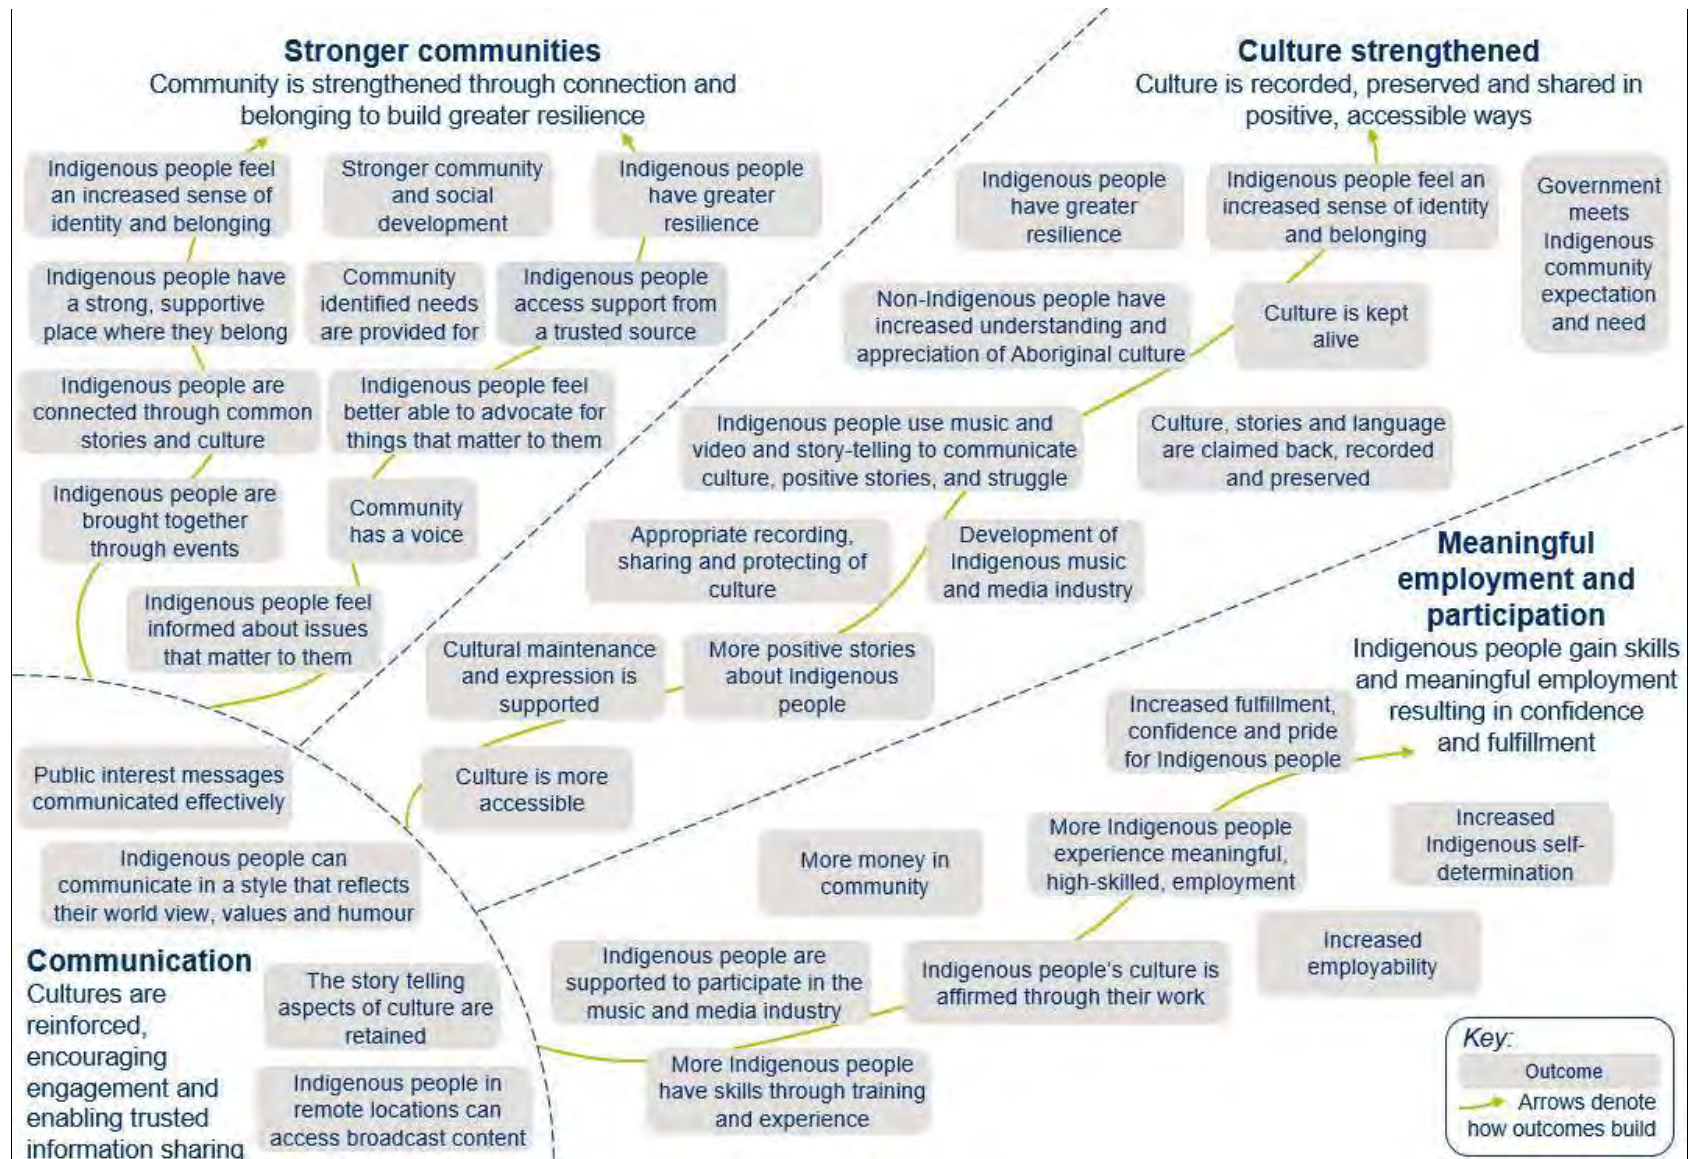 Stronger communities
Community is strengthened through connection and
belonging to build greater resilience
Indigenous people feel
an increased sense of
identity and belonging
Stronger community
and social
development
Indigenous people
have greater
resilience
Indigenous people have
a strong, supportive
place where they belong
Community
identified needs
are provided for
Indigenous people
access support from
a trusted source
Indigenous people are
connected through common
stories and culture
Indigenous people feel
better able to advocate for
things that matter to them
Indigenous people are
brought together
through events
Community
has a voice
Indigenous people feel
informed about issues
that matter to them
Culture strengthened
Culture is recorded, preserved and shared in
positive, accessible ways
Indigenous people
have greater
resilience
Indigenous people feel an
increased sense of identity
and belonging
Government
meets
Indigenous
community
expectation
and need
Non-Indigenous people have
increased understanding and
appreciation of Aboriginal culture
Culture is kept
alive
Indigenous people use music and
video and story-telling to communicate
culture, positive stories, and struggle
Culture, stories and language
are claimed back, recorded
and preserved
Appropriate recording,
sharing and protecting of
culture
Development of
Indigenous music
and media industry
Cultural maintenance
and expression is
supported
More positive stories
about Indigenous
people
Culture is more
accessible
Meaningful
employment and
participation
Indigenous people gain skills
and meaningful employment
resulting in confidence
and fulfillment
Increased fulfillment,
confidence and pride
for Indigenous people
More Indigenous people
experience meaningful,
high-skilled, employment
Increased
Indigenous self-
determination
More money in
community
Increased
employability
Indigenous people are
supported to participate in the
music and media industry
Indigenous people's culture is
affirmed through their work
More Indigenous people
have skills through training
and experience
Public interest messages
communicated effectively
Indigenous people can
communicate in a style that reflects
their world view, values and humour
Communication
Cultures are
reinforced,
encouraging
engagement and
enabling trusted
information sharing
The story telling
aspects of culture are
retained
Indigenous people in
remote locations can
access broadcast content
Key:
Outcome
Arrows denote
how outcomes build